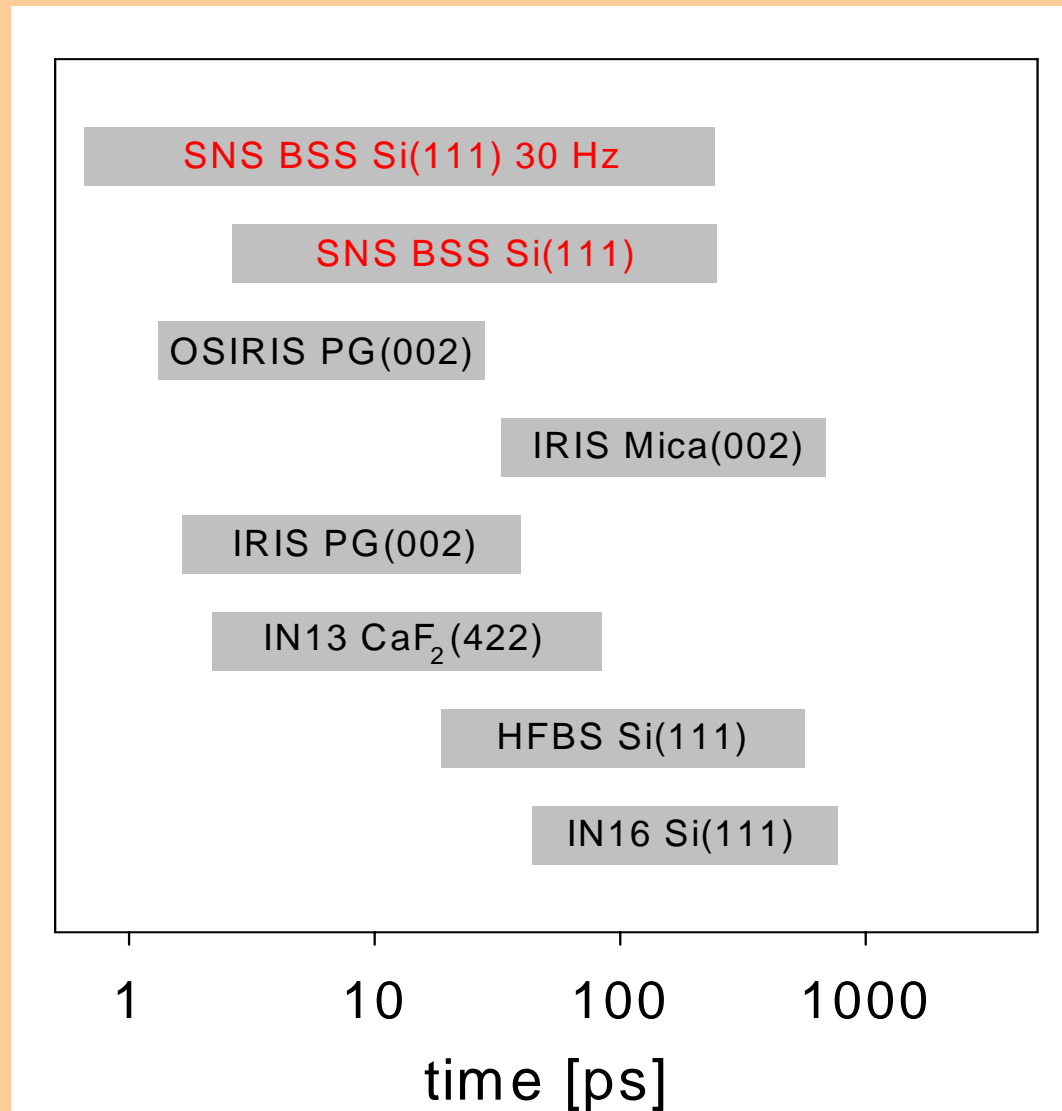 SNS BSS Si(111) 30 Hz
SNS BSS Si(111)
OSIRIS PG(002)
IRIS Mica(002)
IRIS PG(002)
IN13 CaF₂(422)
HFBS Si(111)
IN16 Si(111)
1 10 100 1000
time [ps]